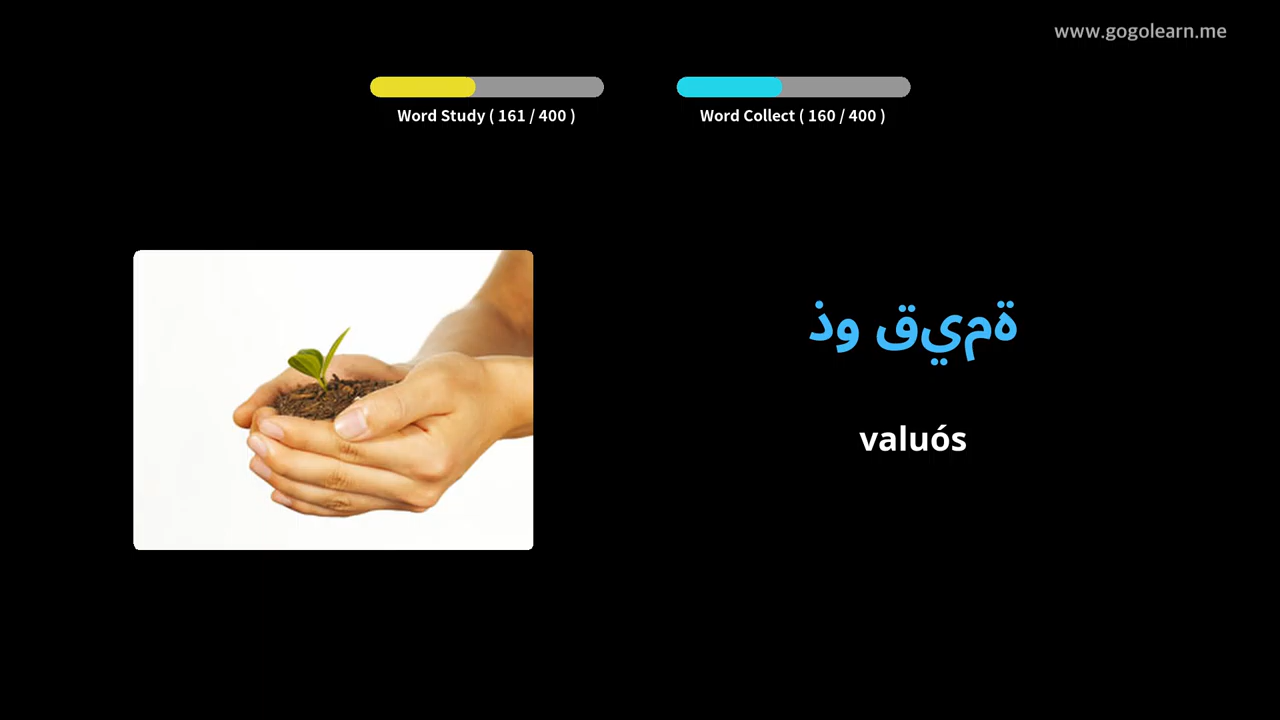 www.gogolearn.me
Word Study ( 161 / 400 )
Word Collect ( 160 / 400 )
ذو قيمة
valuós